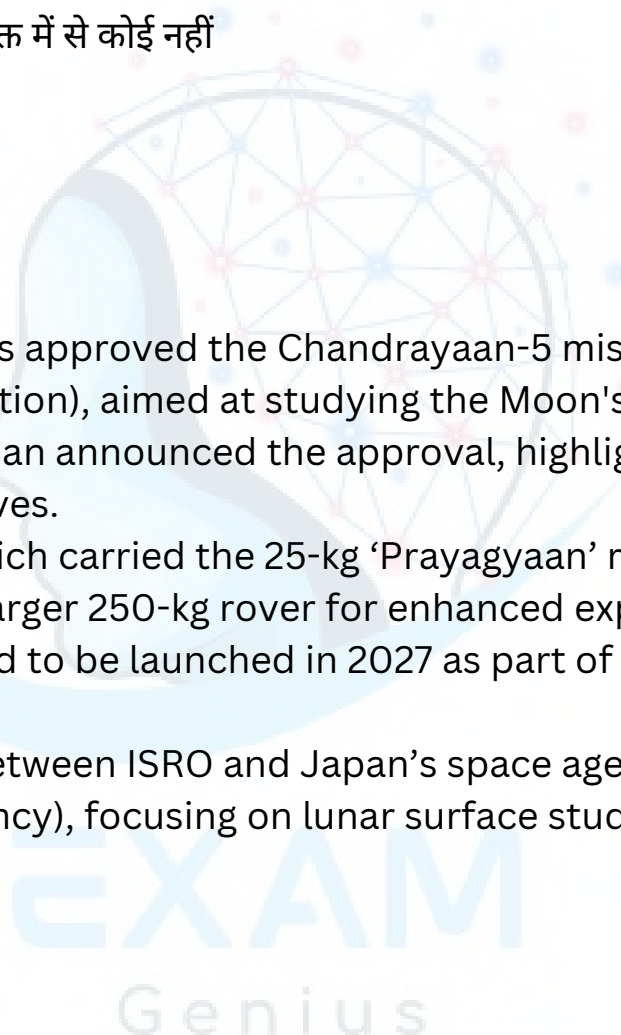 क्त में से कोई नहीं
s approved the Chandrayaan-5 mis
tion), aimed at studying the Moon's
an announced the approval, highlig
ves.
ich carried the 25-kg ‘Prayagyaan’ r
arger 250-kg rover for enhanced exp
d to be launched in 2027 as part of
etween ISRO and Japan’s space age
ncy), focusing on lunar surface stud
EXAM
Genius